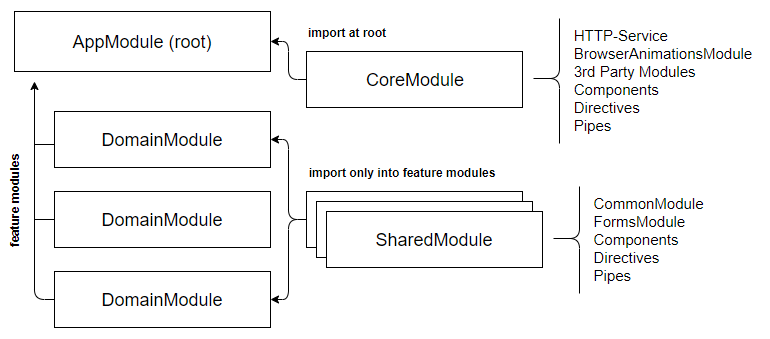 AppModule (root)
import at root
CoreModule
HTTP-Service
BrowserAnimationsModule
3rd Party Modules
Components
Directives
Pipes
feature modules
DomainModule
DomainModule
DomainModule
import only into feature modules
SharedModule
CommonModule
FormsModule
Components
Directives
Pipes